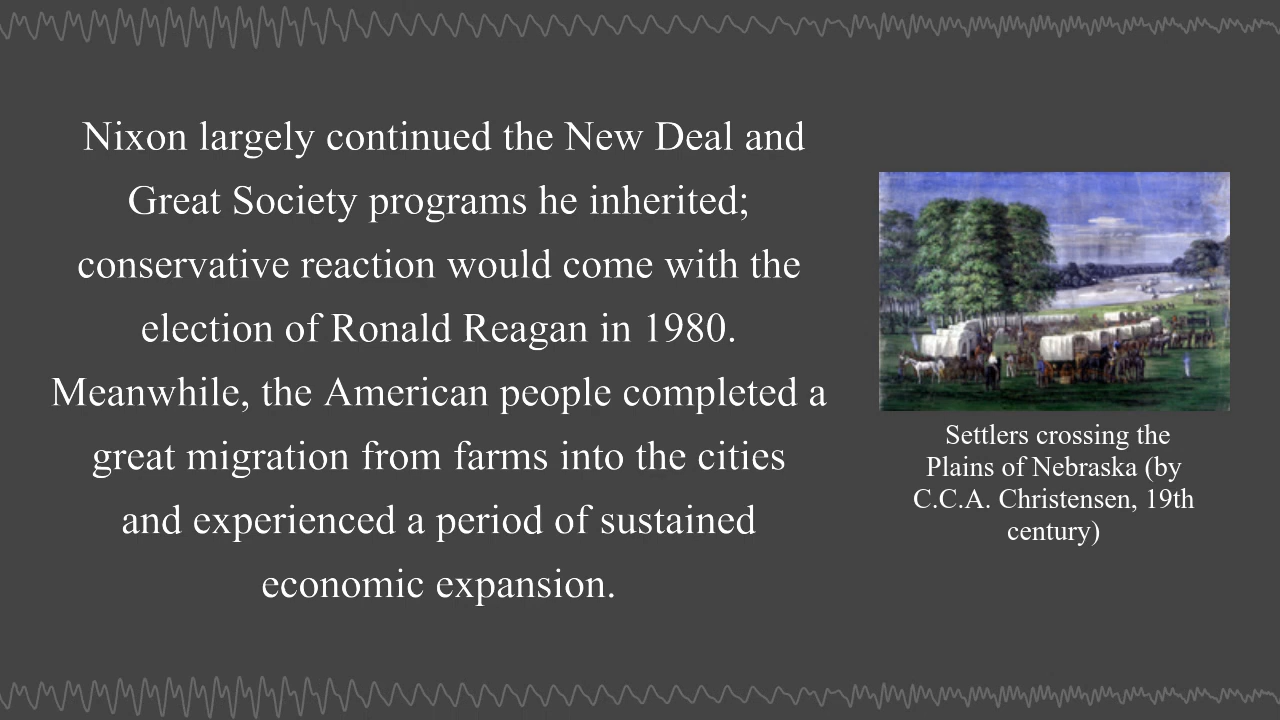 Nixon largely continued the New Deal and
Great Society programs he inherited;
conservative reaction would come with the
election of Ronald Reagan in 1980.
Meanwhile, the American people completed a
great migration from farms into the cities
and experienced a period of sustained
economic expansion.
Settlers crossing the
Plains of Nebraska (by
C.C.A. Christensen, 19th
century)